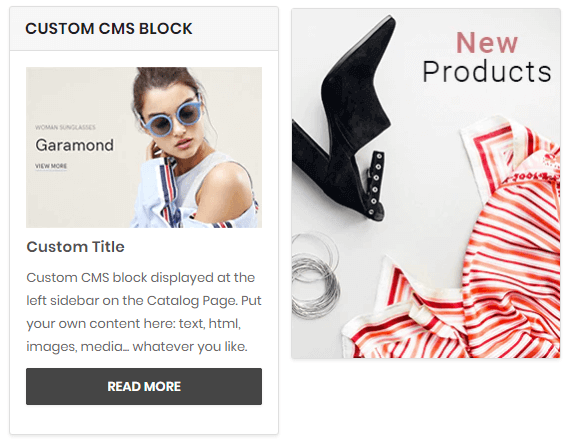 CUSTOM CMS BLOCK
WOMAN SUNGLASSES
Garamond
VIEW MORE
Custom Title
Custom CMS block displayed at the
left sidebar on the Catalog Page. Put
your own content here: text, html,
images, media... whatever you like.
READ MORE
New
Products